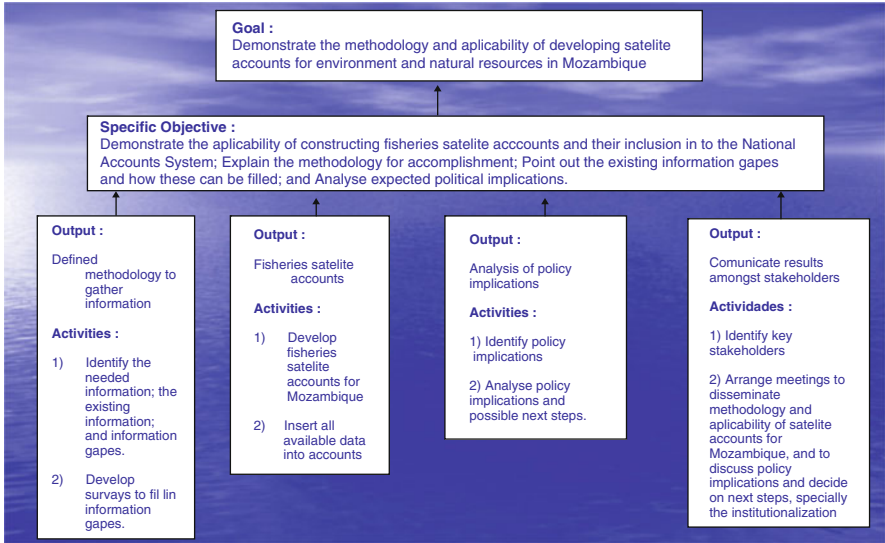 Goal :
Demonstrate the methodology and aplicability of developing satelite
accounts for environment and natural resources in Mozambique
Specific Objective :
Demonstrate the aplicability of constructing fisheries satelite acccounts and their inclusion in to the National
Accounts System; Explain the methodology for accomplishment; Point out the existing information gapes
and how these can be filled; and Analyse expected political implications.
Output :
Defined
methodology to
gather
information
Activities :
1) Identify the
needed
information; the
existing
information;
and information
gapes.
2) Develop
survays to fil lin
information
gapes.
Output :
Fisheries satelite
accounts
Activities :
1) Develop
fisheries
satelite
accounts for
Mozambique
2) Insert all
available data
into accounts
Output :
Analysis of policy
implications
Activities :
1) Identify policy
implications
2) Analyse policy
implications and
possible next steps.
Output :
Comunicate results
amongst stakeholders
Actividades :
1) Identify key
stakeholders
2) Arrange meetings to
disseminate
methodology and
aplicability of satelite
accounts for
Mozambique, and to
discuss policy
implications and decide
on next steps, specially
the institutionalization